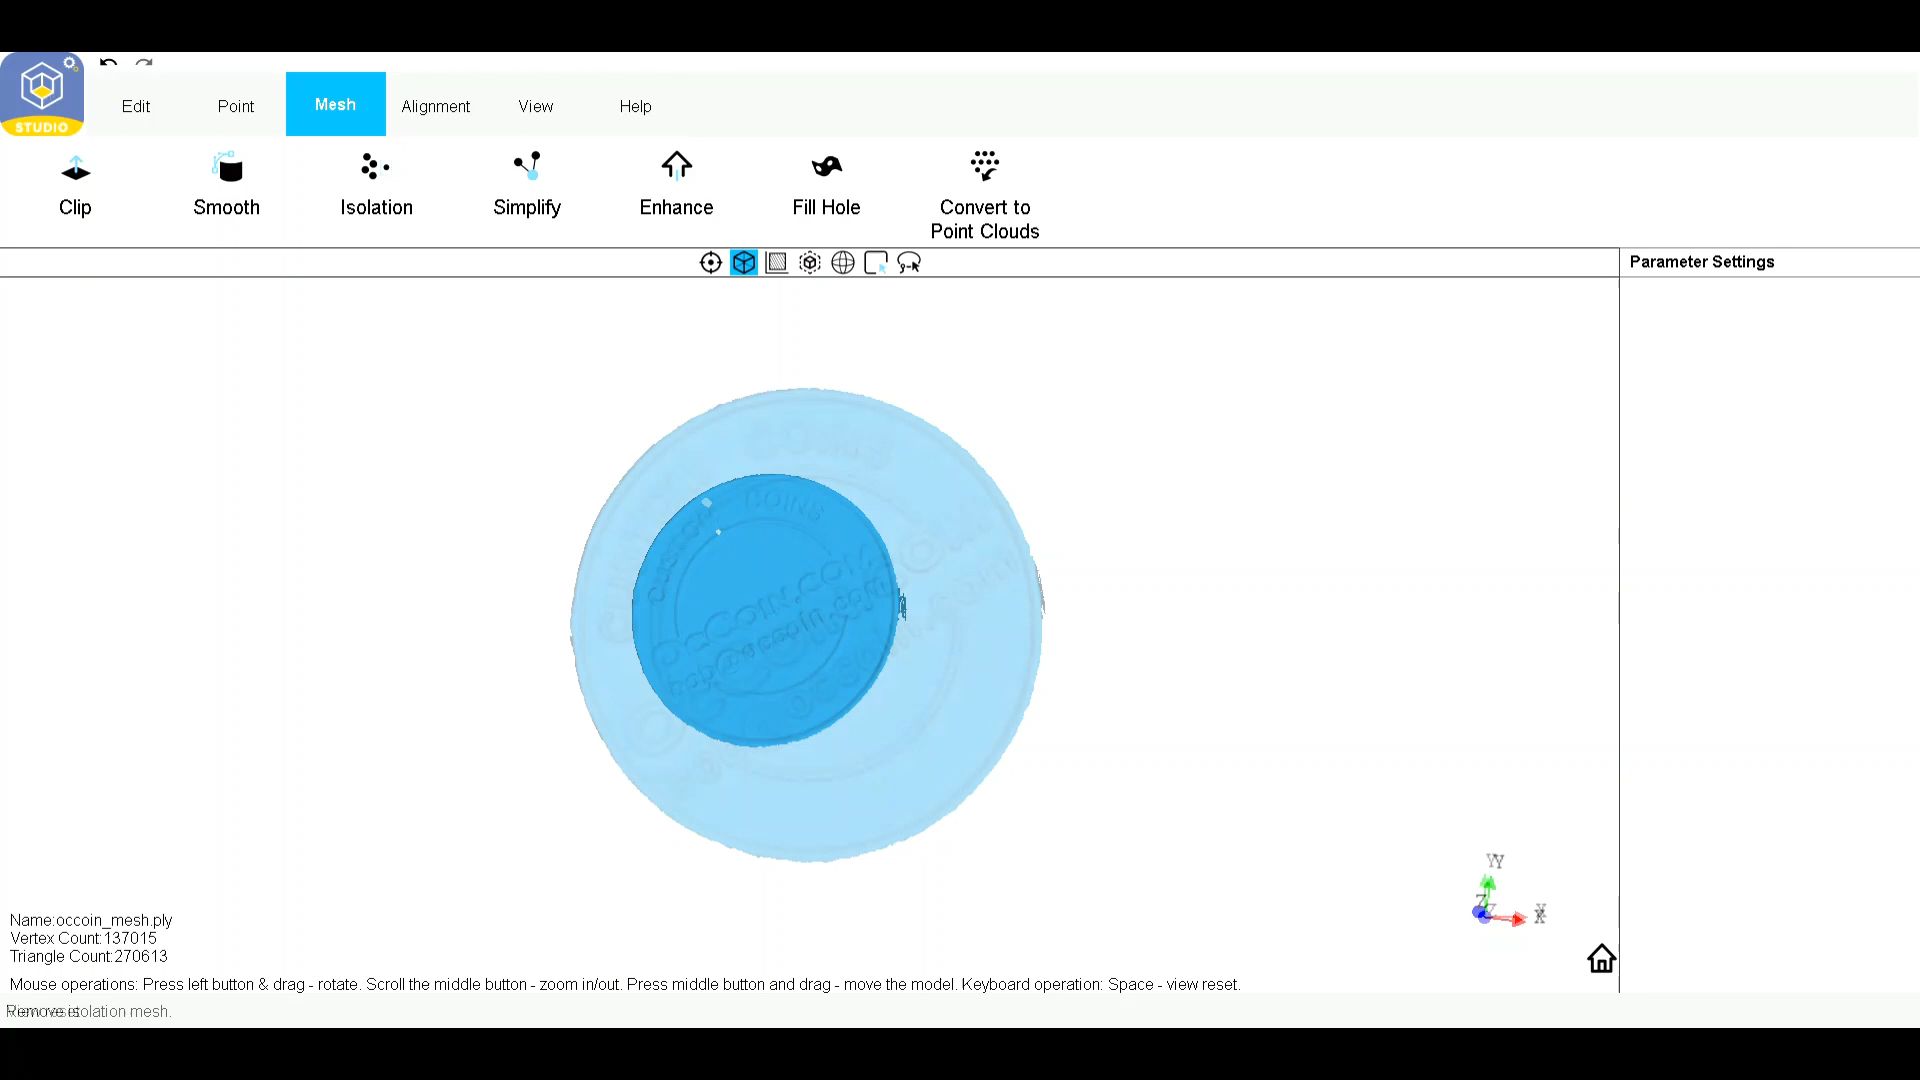 STUDIO
Edit
Point
Mesh
Alignment
View
Help
Clip
Smooth
Isolation
Simplify
Enhance
Fill Hole
Convert to
Point Clouds
Parameter Settings
COINS
Name:occoin_mesh.ply
Vertex Count:137015
Triangle Count:270613
Mouse operations: Press left button & drag - rotate. Scroll the middle button - zoom in/out. Press middle button and drag - move the model. Keyboard operation: Space - view reset.